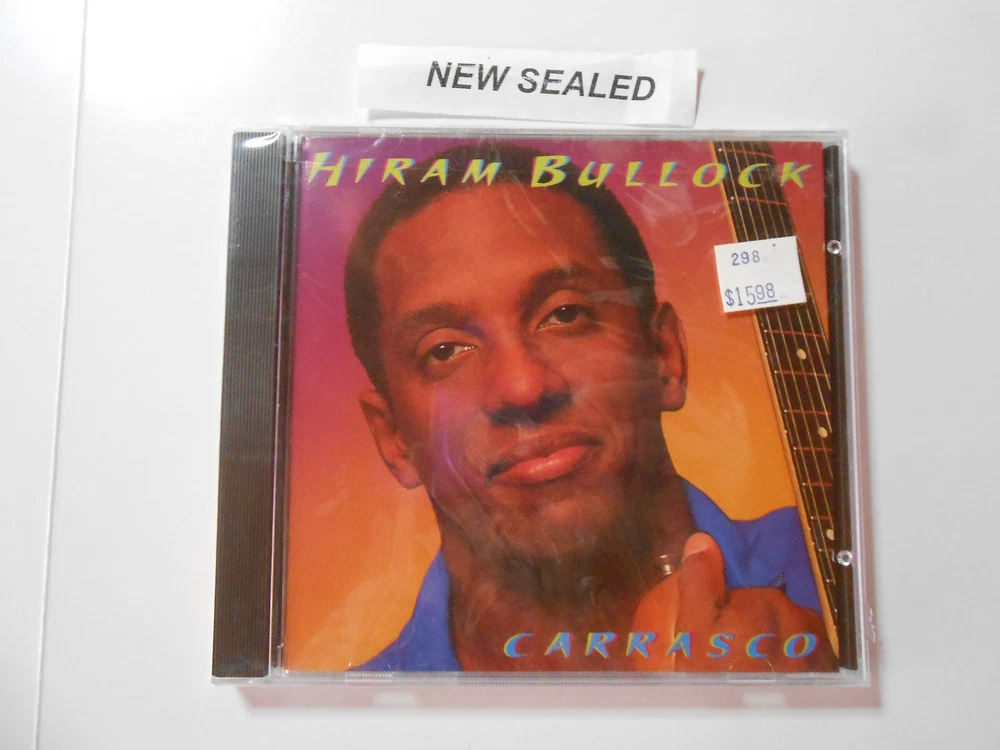 NEW SEALED
HIRAM BULLOCK
298
$1598
CARRASCO